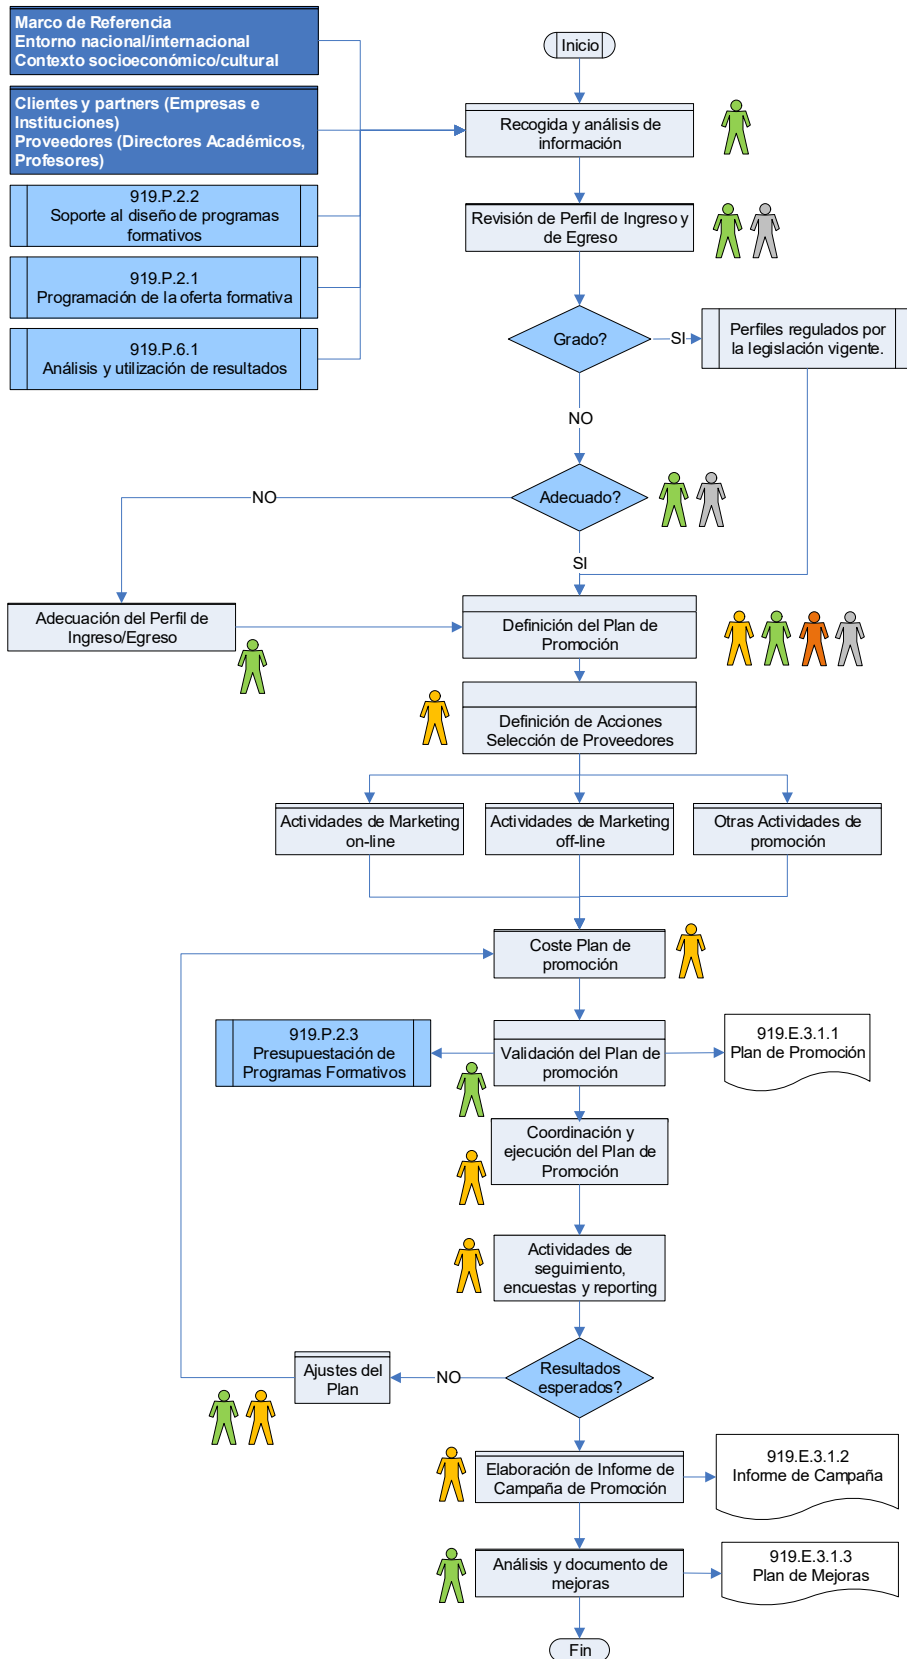 Marco de Referencia
Entorno nacional/internacional
Contexto socioeconómico/cultural
Inicio
Clientes y partners (Empresas e
Instituciones)
Proveedores (Directores Académicos,
Profesores)
Recogida y análisis de
información
919.P.2.2
Soporte al diseño de programas
formativos
Revisión de Perfil de Ingreso y
de Egreso
919.P.2.1
Programación de la oferta formativa
919.P.6.1
Análisis y utilización de resultados
Grado?
SI
Perfiles regulados por
la legislación vigente.
NO
Adecuado?
NO
SI
Adecuación del Perfil de
Ingreso/Egreso
Definición del Plan de
Promoción
Definición de Acciones
Selección de Proveedores
Actividades de Marketing
on-line
Actividades de Marketing
off-line
Otras Actividades de
promoción
Coste Plan de
promoción
919.P.2.3
Presupuestación de
Programas Formativos
Validación del Plan de
promoción
919.E.3.1.1
Plan de Promoción
Coordinación y
ejecución del Plan de
Promoción
Actividades de
seguimiento,
encuestas y reporting
Resultados
esperados?
NO
Ajustes del
Plan
Elaboración de Informe de
Campaña de Promoción
919.E.3.1.2
Informe de Campaña
Análisis y documento de
mejoras
919.E.3.1.3
Plan de Mejoras
Fin